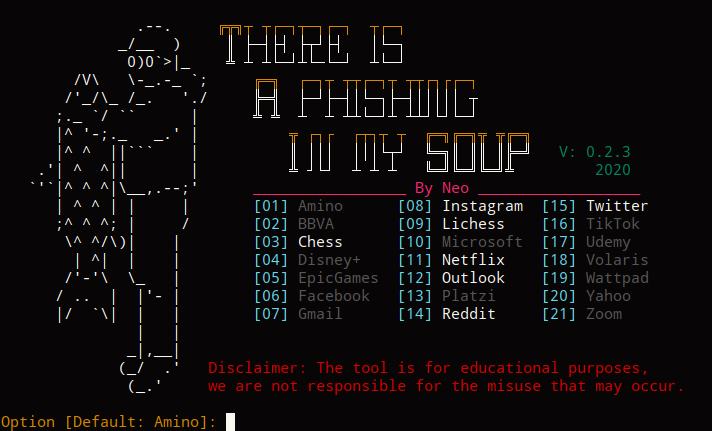 THERE IS
A PHISHING
IN MY SOUP
V: 0.2.3
2020
By Neo
[01] Amino [08] Instagram [15] Twitter
[02] BBVA [09] Lichess [16] TikTok
[03] Chess [10] Microsoft [17] Udemy
[04] Disney+ [11] Netflix [18] Volaris
[05] EpicGames [12] Outlook [19] Wattpad
[06] Facebook [13] Platzi [20] Yahoo
[07] Gmail [14] Reddit [21] Zoom
Disclaimer: The tool is for educational purposes,
we are not responsible for the misuse that may occur.
Option [Default: Amino]: